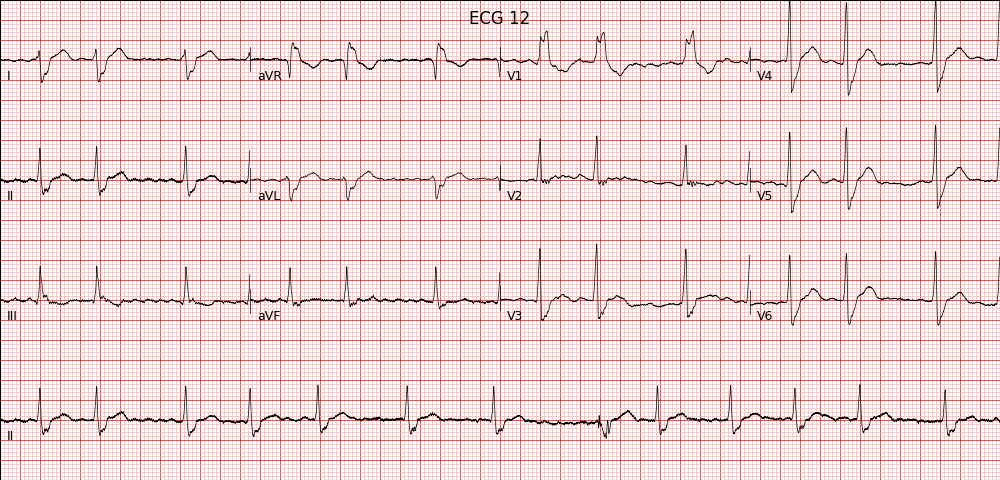 ECG 12
I aVR V1 V4
II aVL V2 V5
III aVF V3 V6
II